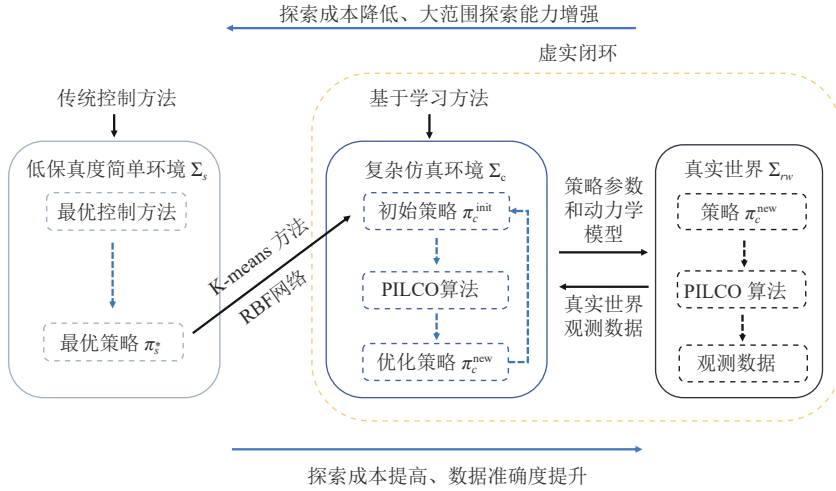 探索成本降低、大范围探索能力增强
虚实闭环
传统控制方法
基于学习方法
低保真度简单环境 Σs
最优控制方法
最优策略 πs*
K-means 方法
RBF网络
复杂仿真环境 Σc
初始策略 πc^init
PILCO算法
优化策略 πc^new
策略参数
和动力学
模型
真实世界
观测数据
真实世界 Σrw
策略 πc^new
PILCO 算法
观测数据
探索成本提高、数据准确度提升